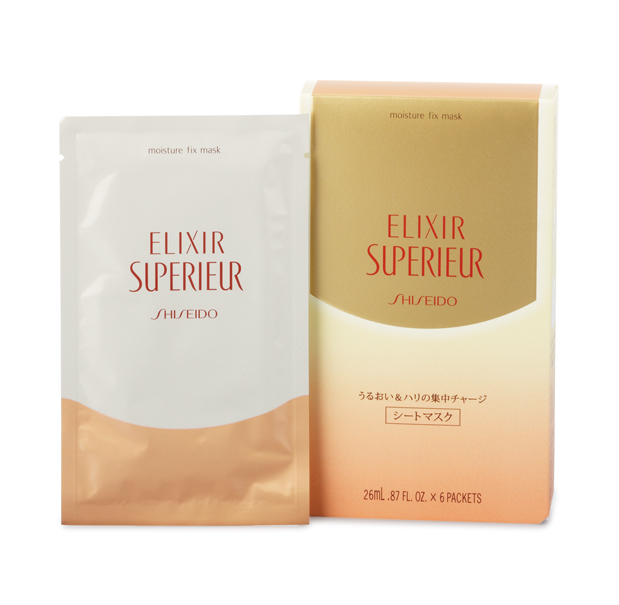 moisture fix mask
ELIXIR
SUPERIEUR
SHISEIDO
moisture fix mask
ELIXIR
SUPERIEUR
SHISEIDO
うるおい&ハリの集中チャージ
シートマスク
26mL .87 FL. OZ. × 6 PACKETS